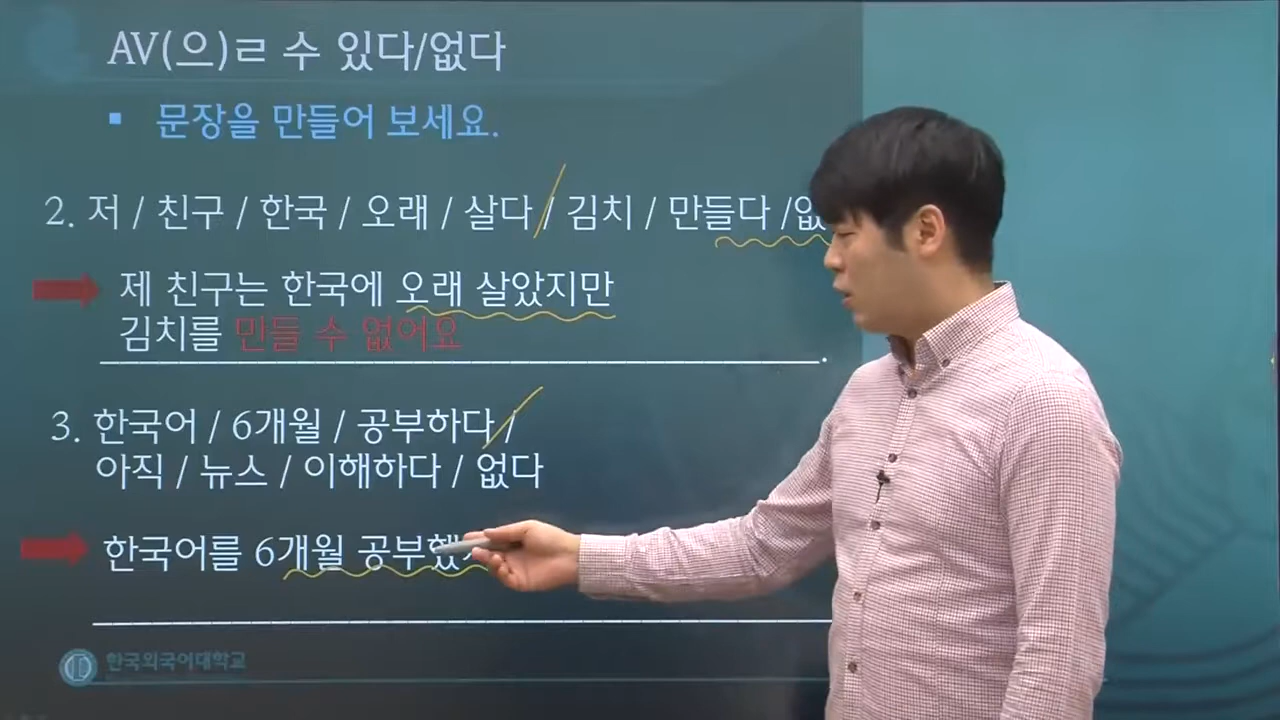 AV(으)ㄹ 수 있다/없다
▪ 문장을 만들어 보세요.
2. 저 / 친구 / 한국 / 오래 / 살다 / 김치 / 만들다 /
제 친구는 한국에 오래 살았지만
김치를 만들 수 없어요
.
3. 한국어 / 6개월 / 공부하다 /
아직 / 뉴스 / 이해하다 / 없다
한국어를 6개월
한국외국어대학교